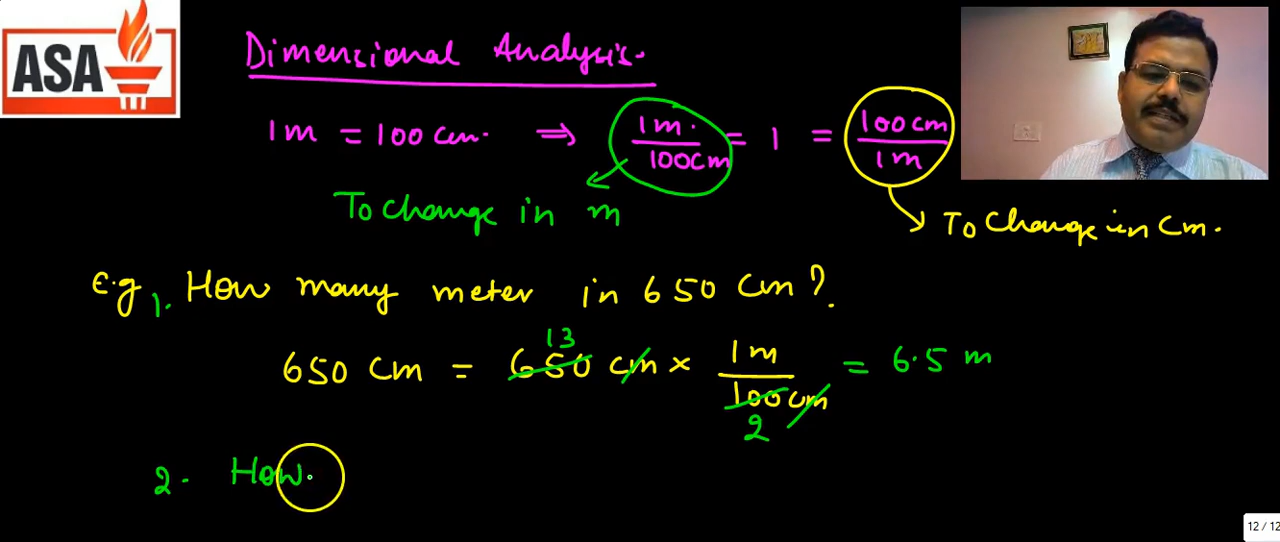 ASA
Dimensional Analysis.
1m = 100 cm. ⇒ 1m. / 100cm = 1 = 100cm / 1m
To change in m
To Change in Cm.
E.g 1. How many meter in 650 Cm?
13
650 Cm = 650 cm × 1m / 100cm = 6.5 m
2
2. How
12 / 12